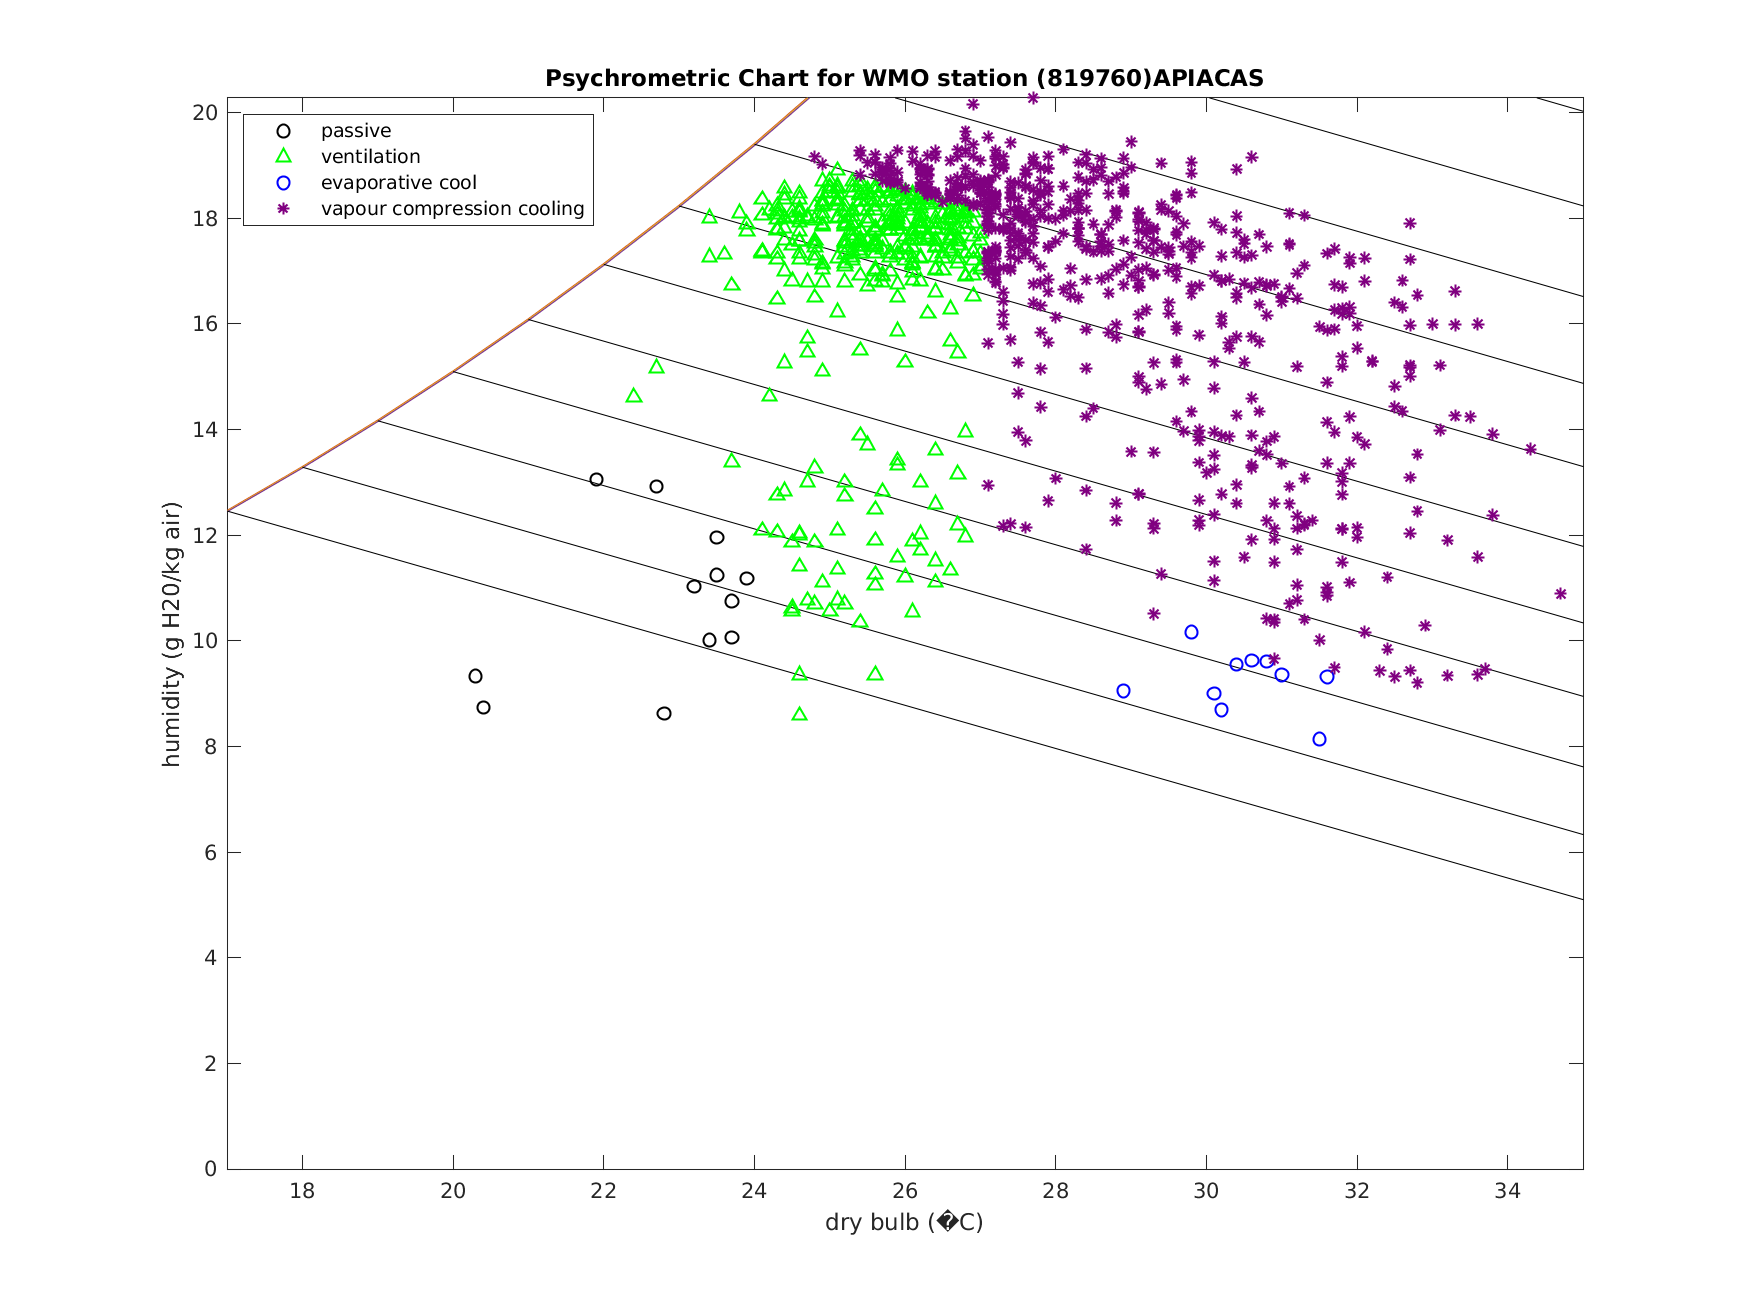 Psychrometric Chart for WMO station (819760)APIACAS
passive
ventilation
evaporative cool
vapour compression cooling
humidity (g H20/kg air)
20
18
16
14
12
10
8
6
4
2
0
18 20 22 24 26 28 30 32 34
dry bulb (�C)